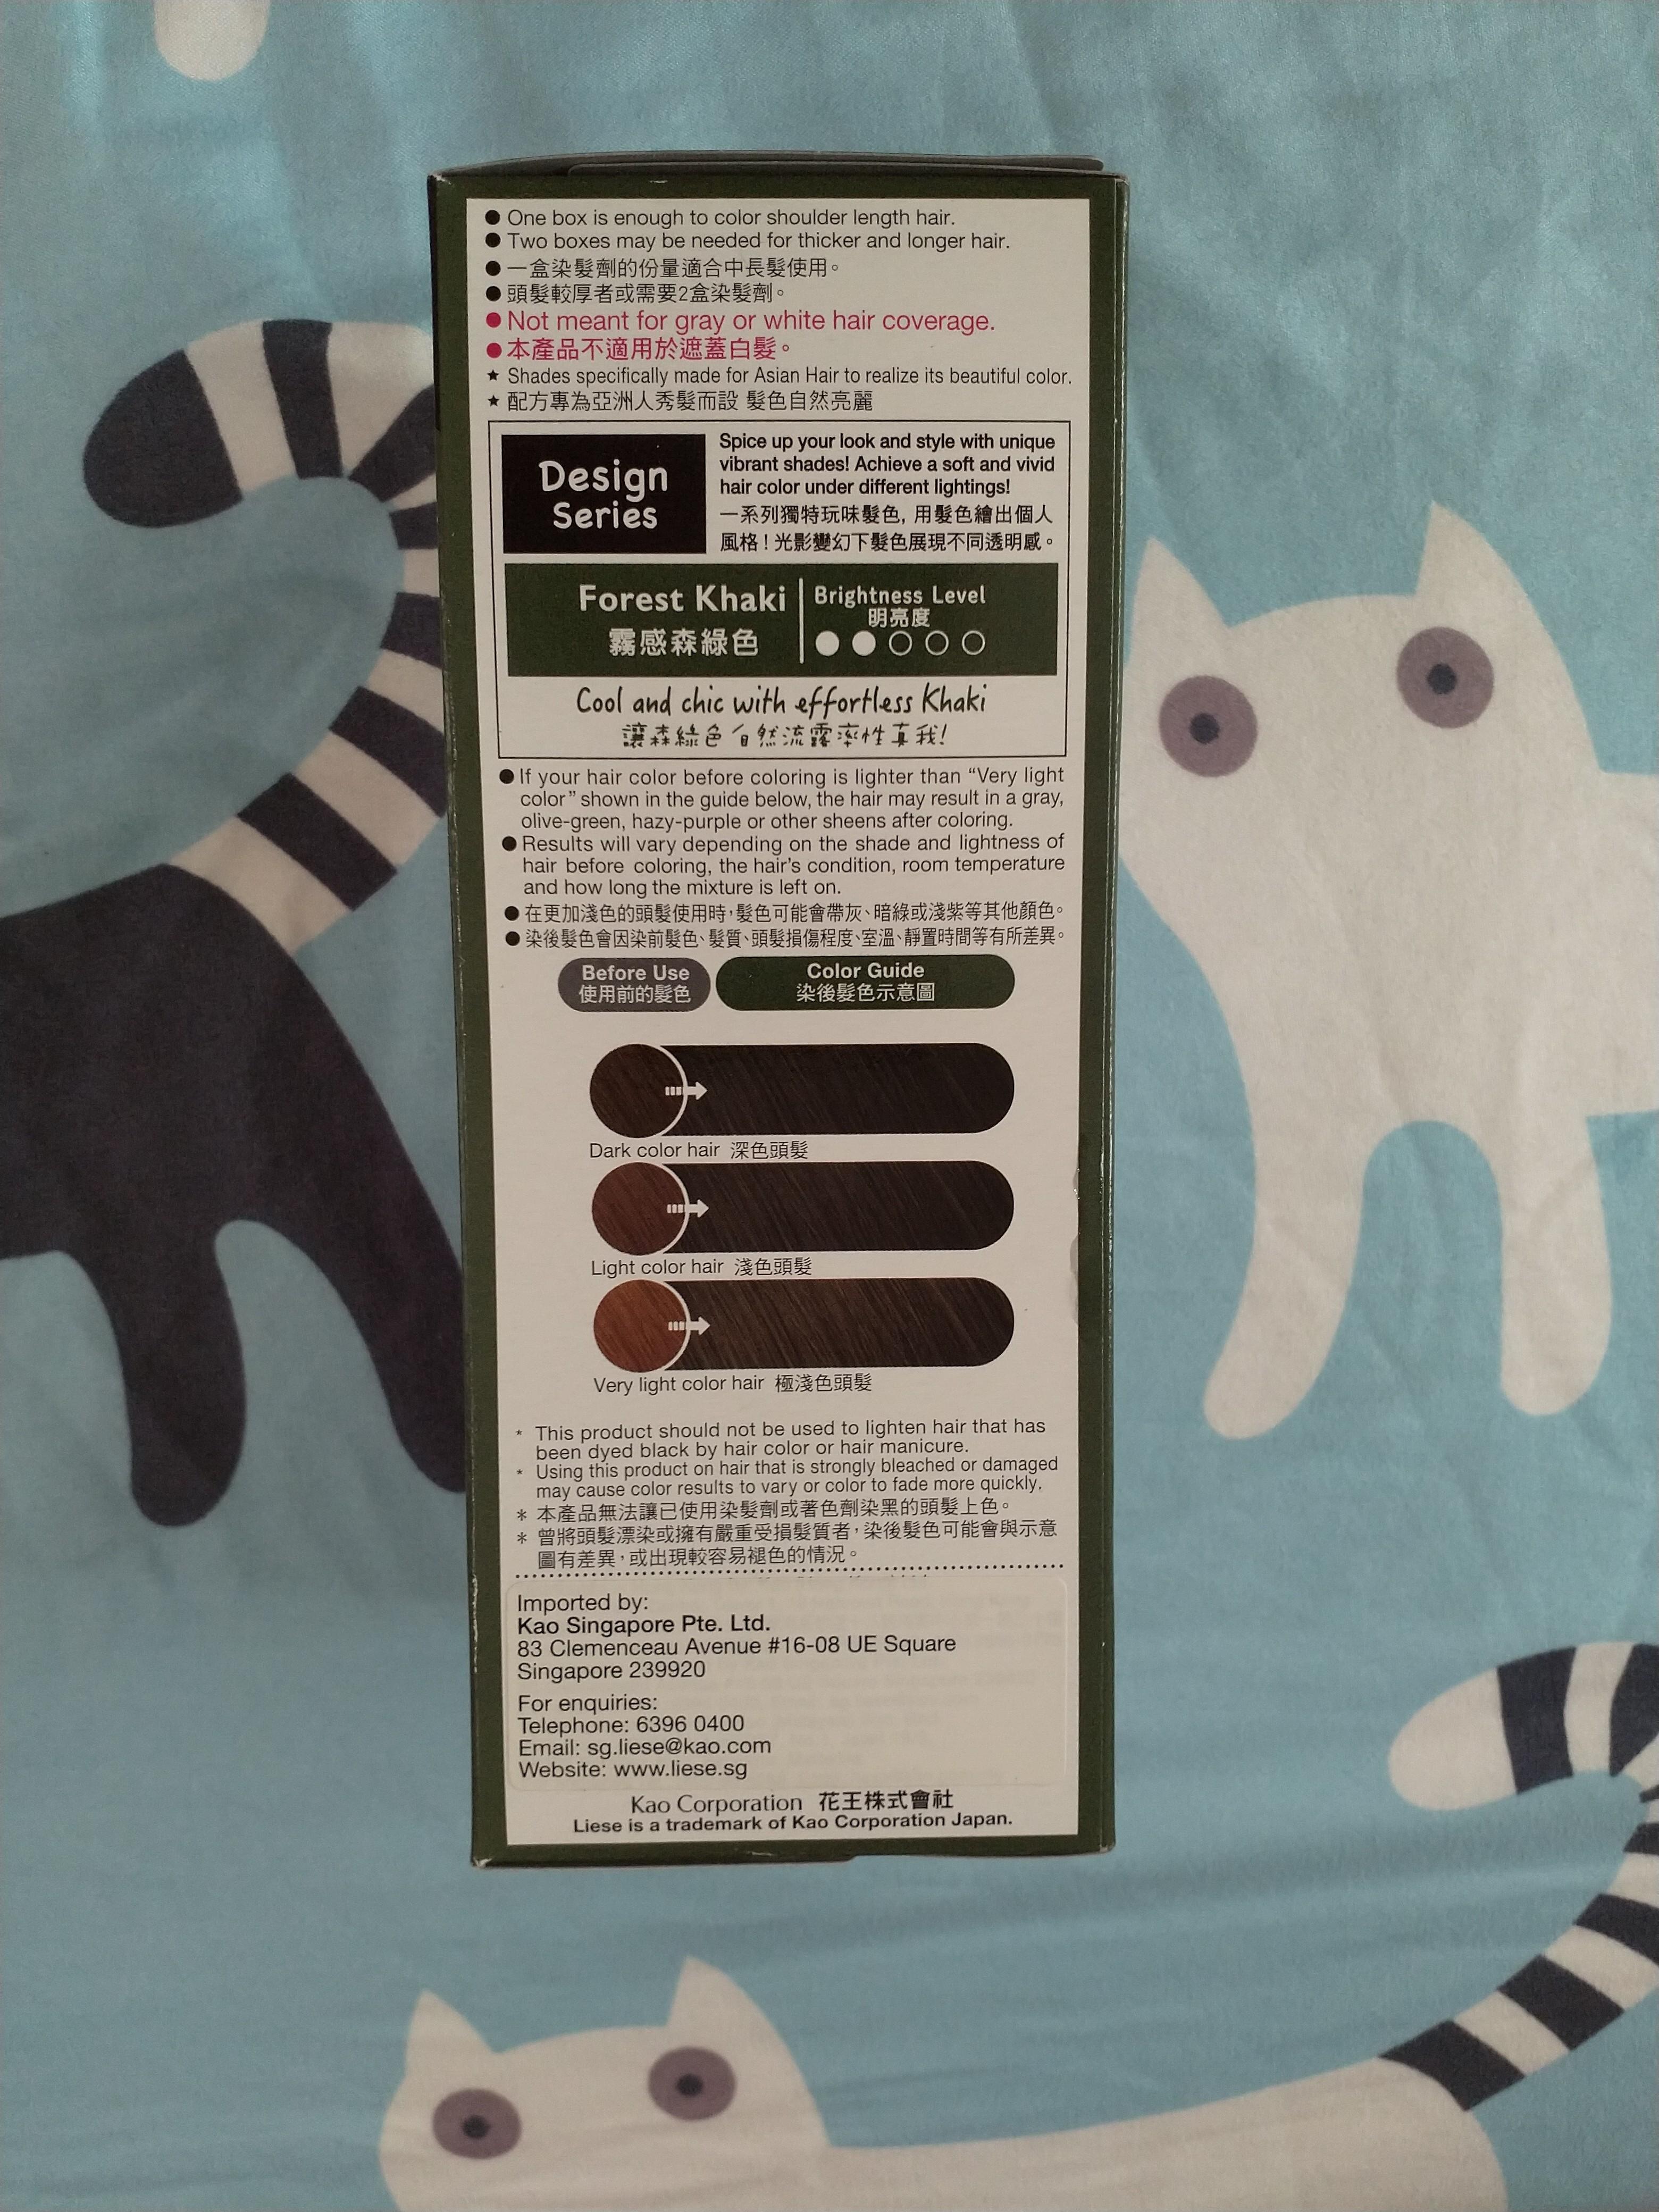 ● One box is enough to color shoulder length hair.
● Two boxes may be needed for thicker and longer hair.
● 一盒染髮劑的份量適合中長髮使用。
● 頭髮較厚者或需要2盒染髮劑。
● Not meant for gray or white hair coverage.
● 本產品不適用於遮蓋白髮。
★ Shades specifically made for Asian Hair to realize its beautiful color.
★ 配方專為亞洲人秀髮而設 髮色自然亮麗
Design
Series
Spice up your look and style with unique
vibrant shades! Achieve a soft and vivid
hair color under different lightings!
一系列獨特玩味髮色, 用髮色繪出個人
風格！光影變幻下髮色展現不同透明感。
Forest Khaki
霧感森綠色
Brightness Level
明亮度
Cool and chic with effortless Khaki
讓森綠色自然流露率性真我!
● If your hair color before coloring is lighter than “Very light
color” shown in the guide below, the hair may result in a gray,
olive-green, hazy-purple or other sheens after coloring.
● Results will vary depending on the shade and lightness of
hair before coloring, the hair’s condition, room temperature
and how long the mixture is left on.
● 在更加淺色的頭髮使用時，髮色可能會帶灰、暗綠或淺紫等其他顏色。
● 染後髮色會因染前髮色、髮質、頭髮損傷程度、室溫、靜置時間等有所差異。
Before Use
使用前的髮色
Color Guide
染後髮色示意圖
Dark color hair 深色頭髮
Light color hair 淺色頭髮
Very light color hair 極淺色頭髮
* This product should not be used to lighten hair that has
been dyed black by hair color or hair manicure.
* Using this product on hair that is strongly bleached or damaged
may cause color results to vary or color to fade more quickly.
＊ 本產品無法讓已使用染髮劑或著色劑染黑的頭髮上色。
＊ 曾將頭髮漂染或擁有嚴重受損髮質者，染後髮色可能會與示意
圖有差異，或出現較容易褪色的情況。
Imported by:
Kao Singapore Pte. Ltd.
83 Clemenceau Avenue #16-08 UE Square
Singapore 239920
For enquiries:
Telephone: 6396 0400
Email: sg.liese@kao.com
Website: www.liese.sg
Kao Corporation 花王株式會社
Liese is a trademark of Kao Corporation Japan.